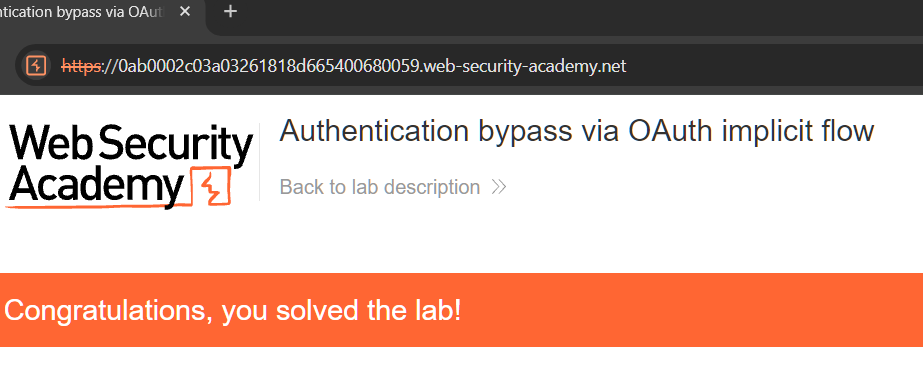 ntication bypass via OAut
https://0ab0002c03a03261818d665400680059.web-security-academy.net
Web Security
Academy
Authentication bypass via OAuth implicit flow
Back to lab description
Congratulations, you solved the lab!